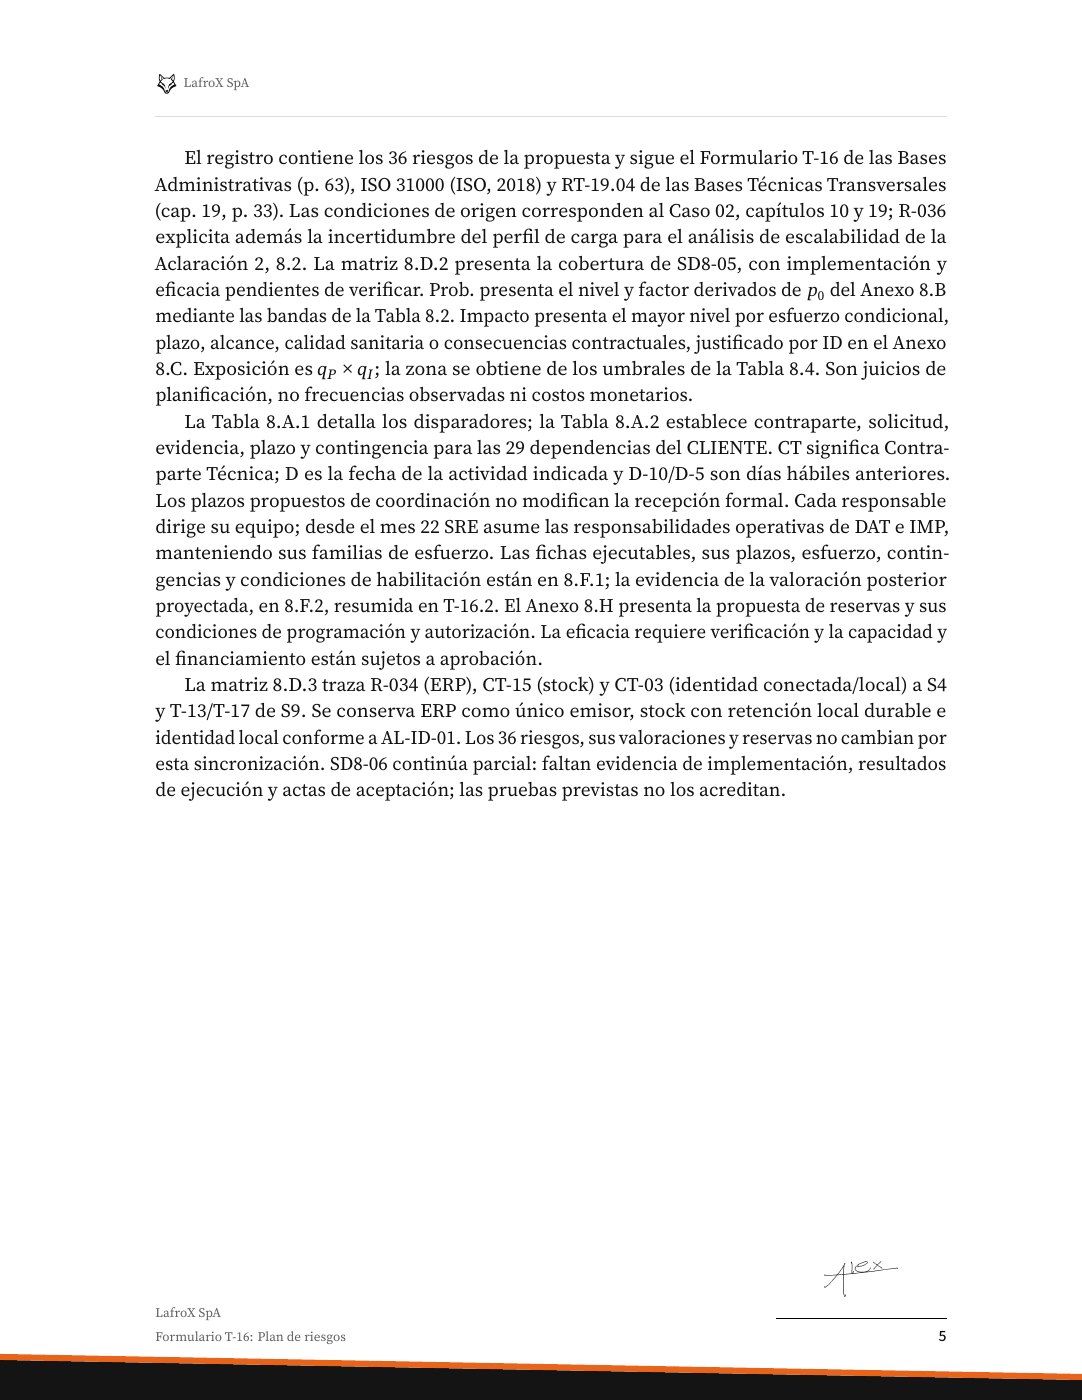 LafroX SpA
El registro contiene los 36 riesgos de la propuesta y sigue el Formulario T-16 de las Bases
Administrativas (p. 63), ISO 31000 (ISO, 2018) y RT-19.04 de las Bases Técnicas Transversales
(cap. 19, p. 33). Las condiciones de origen corresponden al Caso 02, capítulos 10 y 19; R-036
explicita además la incertidumbre del perfil de carga para el análisis de escalabilidad de la
Aclaración 2, 8.2. La matriz 8.D.2 presenta la cobertura de SD8-05, con implementación y
eficacia pendientes de verificar. Prob. presenta el nivel y factor derivados de p₀ del Anexo 8.B
mediante las bandas de la Tabla 8.2. Impacto presenta el mayor nivel por esfuerzo condicional,
plazo, alcance, calidad sanitaria o consecuencias contractuales, justificado por ID en el Anexo
8.C. Exposición es q_P × q_I; la zona se obtiene de los umbrales de la Tabla 8.4. Son juicios de
planificación, no frecuencias observadas ni costos monetarios.
La Tabla 8.A.1 detalla los disparadores; la Tabla 8.A.2 establece contraparte, solicitud,
evidencia, plazo y contingencia para las 29 dependencias del CLIENTE. CT significa Contra-
parte Técnica; D es la fecha de la actividad indicada y D-10/D-5 son días hábiles anteriores.
Los plazos propuestos de coordinación no modifican la recepción formal. Cada responsable
dirige su equipo; desde el mes 22 SRE asume las responsabilidades operativas de DAT e IMP,
manteniendo sus familias de esfuerzo. Las fichas ejecutables, sus plazos, esfuerzo, contin-
gencias y condiciones de habilitación están en 8.F.1; la evidencia de la valoración posterior
proyectada, en 8.F.2, resumida en T-16.2. El Anexo 8.H presenta la propuesta de reservas y sus
condiciones de programación y autorización. La eficacia requiere verificación y la capacidad y
el financiamiento están sujetos a aprobación.
La matriz 8.D.3 traza R-034 (ERP), CT-15 (stock) y CT-03 (identidad conectada/local) a S4
y T-13/T-17 de S9. Se conserva ERP como único emisor, stock con retención local durable e
identidad local conforme a AL-ID-01. Los 36 riesgos, sus valoraciones y reservas no cambian por
esta sincronización. SD8-06 continúa parcial: faltan evidencia de implementación, resultados
de ejecución y actas de aceptación; las pruebas previstas no los acreditan.
Alex
LafroX SpA
Formulario T-16: Plan de riesgos
5